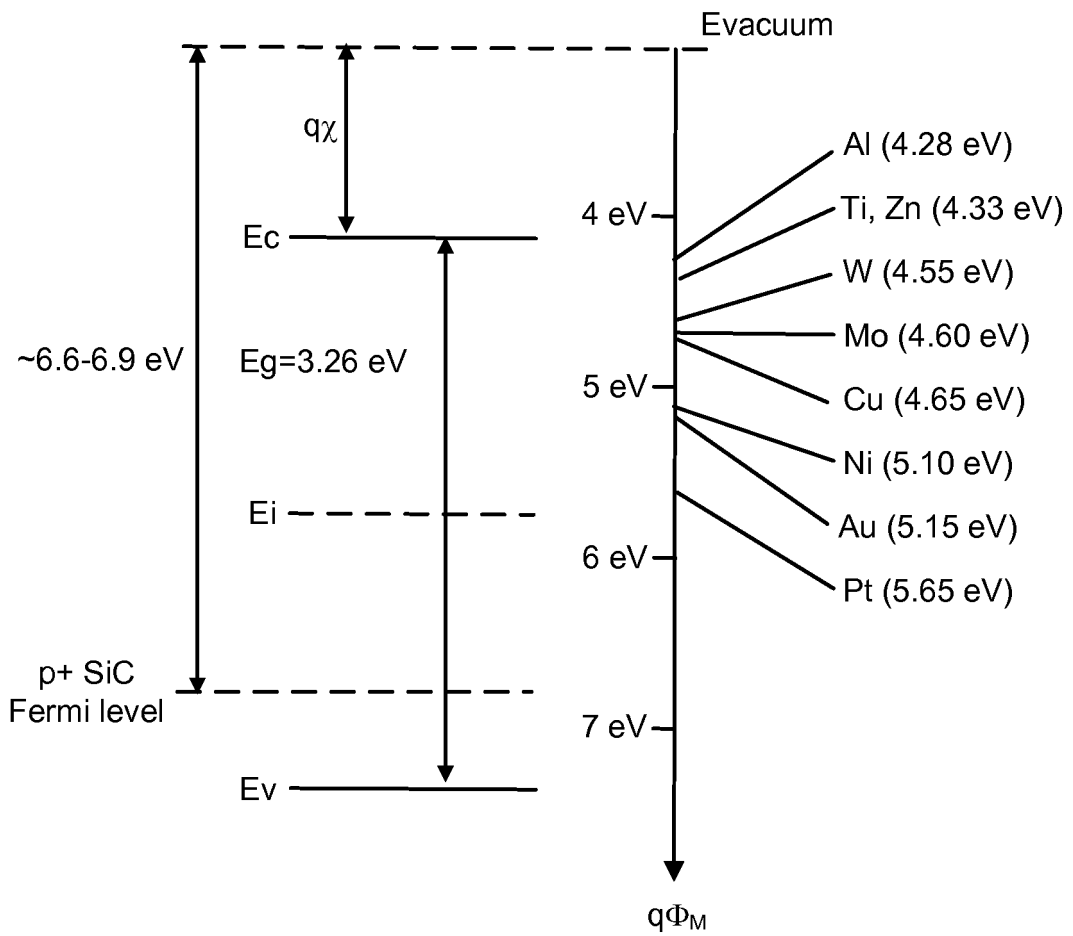 Evacuum
qχ
Al (4.28 eV)
Ti, Zn (4.33 eV)
4 eV
Ec
W (4.55 eV)
Mo (4.60 eV)
~6.6-6.9 eV
Eg=3.26 eV
5 eV
Cu (4.65 eV)
Ni (5.10 eV)
Ei
Au (5.15 eV)
6 eV
Pt (5.65 eV)
p+ SiC
Fermi level
7 eV
Ev
qΦM